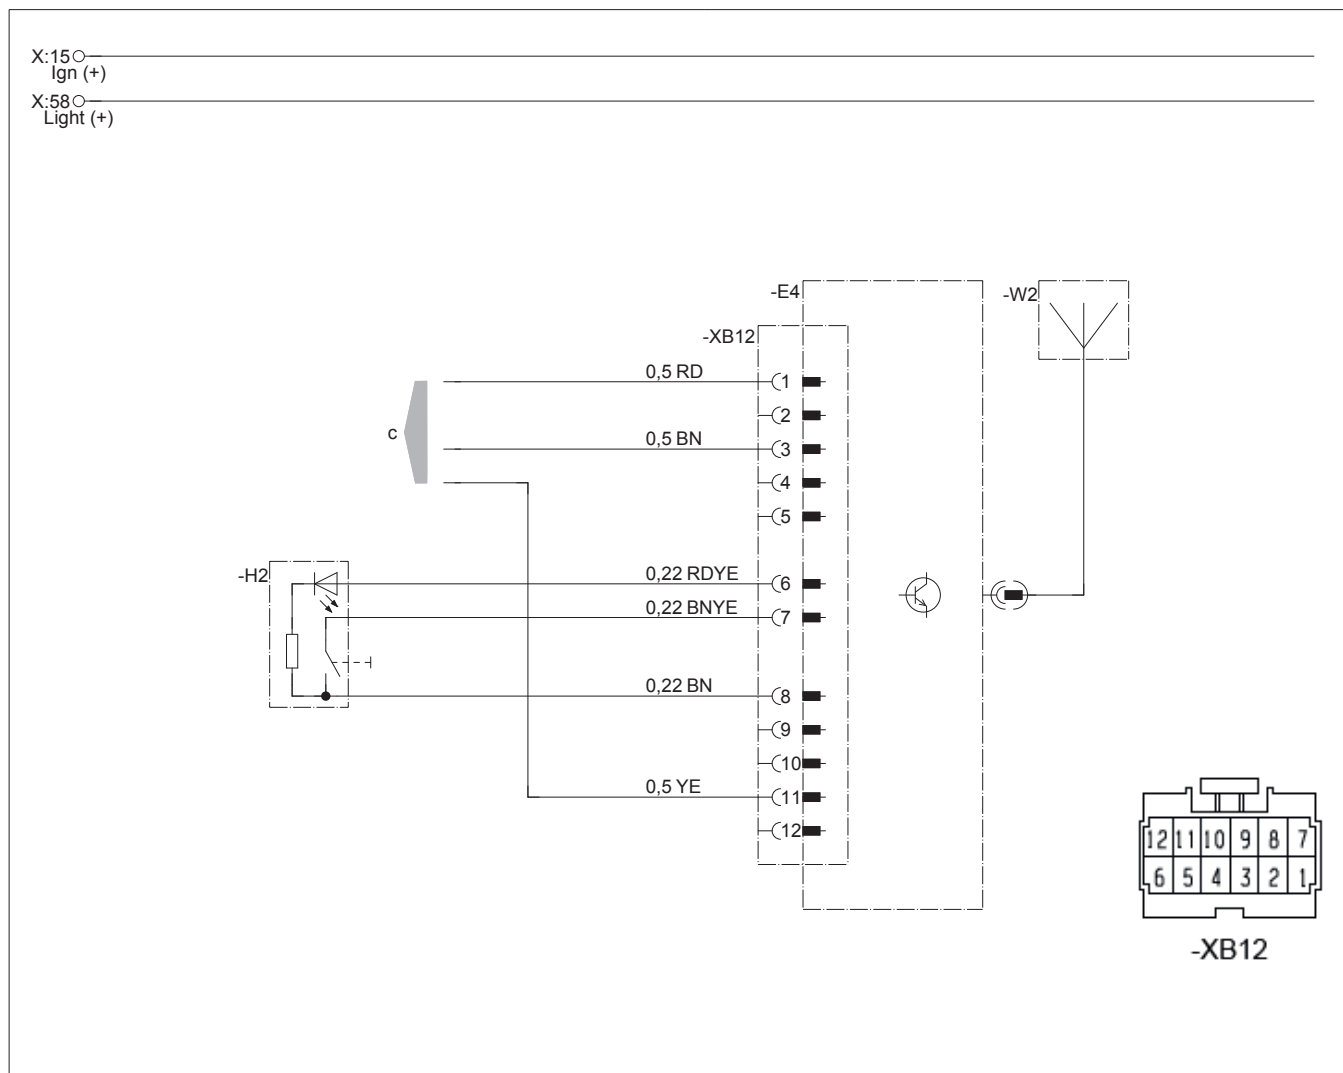 X:15
Ign (+)
X:58
Light (+)
-E4
-W2
-XB12
0,5 RD
1
2
c
0,5 BN
3
4
5
-H2
0,22 RDYE
6
0,22 BNYE
7
0,22 BN
8
9
10
0,5 YE
11
12
12 11 10 9 8 7
6 5 4 3 2 1
-XB12